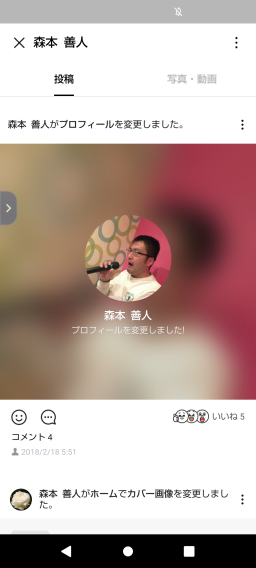 森本 善人
投稿
写真・動画
森本 善人がプロフィールを変更しました。
森本 善人
プロフィールを変更しました!
いいね 5
コメント 4
2018/2/18 5:51
森本 善人がホームでカバー画像を変更しまし
た。